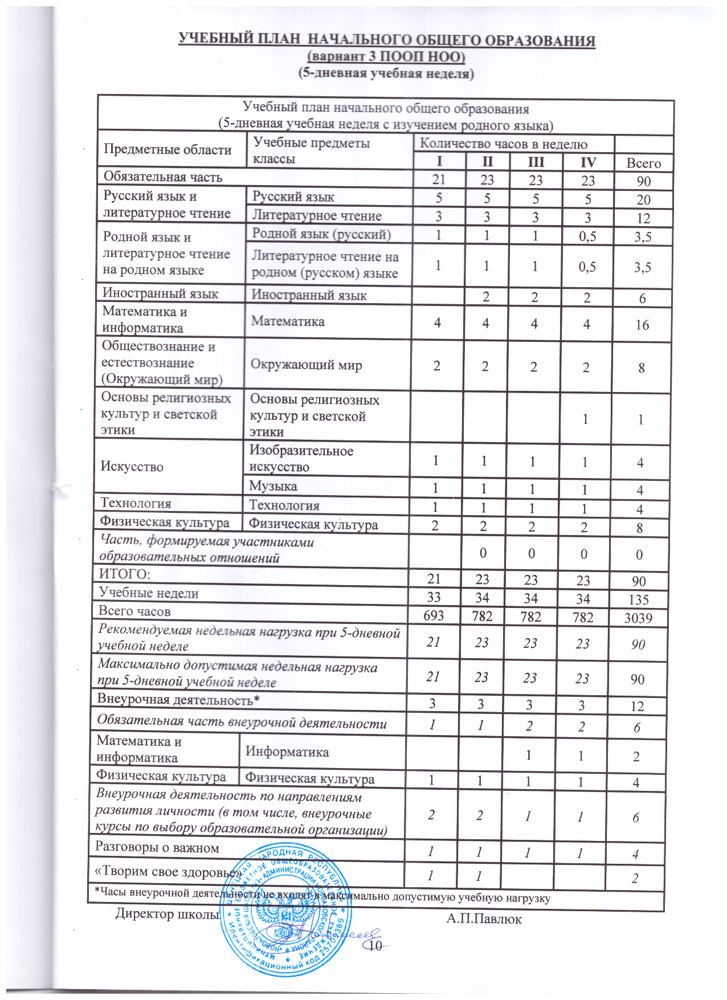 УЧЕБНЫЙ ПЛАН НАЧАЛЬНОГО ОБЩЕГО ОБРАЗОВАНИЯ
(вариант 3 ПООП НОО)
(5-дневная учебная неделя)
Учебный план начального общего образования
(5-дневная учебная неделя с изучением родного языка)
Предметные области
Учебные предметы
классы
Количество часов в неделю
I II III IV Всего
Обязательная часть 21 23 23 23 90
Русский язык и
литературное чтение
Русский язык 5 5 5 5 20
Литературное чтение 3 3 3 3 12
Родной язык и
литературное чтение
на родном языке
Родной язык (русский) 1 1 1 0,5 3,5
Литературное чтение на
родном (русском) языке 1 1 1 0,5 3,5
Иностранный язык Иностранный язык 2 2 2 6
Математика и
информатика
Математика 4 4 4 4 16
Обществознание и
естествознание
(Окружающий мир)
Окружающий мир 2 2 2 2 8
Основы религиозных
культур и светской
этики
Основы религиозных
культур и светской
этики
1 1
Искусство
Изобразительное
искусство 1 1 1 1 4
Музыка 1 1 1 1 4
Технология Технология 1 1 1 1 4
Физическая культура Физическая культура 2 2 2 2 8
Часть, формируемая участниками
образовательных отношений 0 0 0 0
ИТОГО: 21 23 23 23 90
Учебные недели 33 34 34 34 135
Всего часов 693 782 782 782 3039
Рекомендуемая недельная нагрузка при 5-дневной
учебной неделе 21 23 23 23 90
Максимально допустимая недельная нагрузка
при 5-дневной учебной неделе 21 23 23 23 90
Внеурочная деятельность* 3 3 3 3 12
Обязательная часть внеурочной деятельности 1 1 2 2 6
Математика и
информатика
Информатика 1 1 2
Физическая культура Физическая культура 1 1 1 1 4
Внеурочная деятельность по направлениям
развития личности (в том числе, внеурочные
курсы по выбору образовательной организации) 2 2 1 1 6
Разговоры о важном 1 1 1 1 4
«Творим свое здоровье» 1 1 2
*Часы внеурочной деятельности не входят в максимально допустимую учебную нагрузку
Директор школы А.П.Павлюк
10
ДОНЕЦКАЯ НАРОДНАЯ РЕСПУБЛИКА
Идентификационный код 25709389
МУНИЦИПАЛЬНОЕ БЮДЖЕТНОЕ ОБЩЕОБРАЗОВАТЕЛЬНОЕ УЧРЕЖДЕНИЕ
АДМИНИСТРАЦИИ НОВОАЗОВСКОГО РАЙОНА